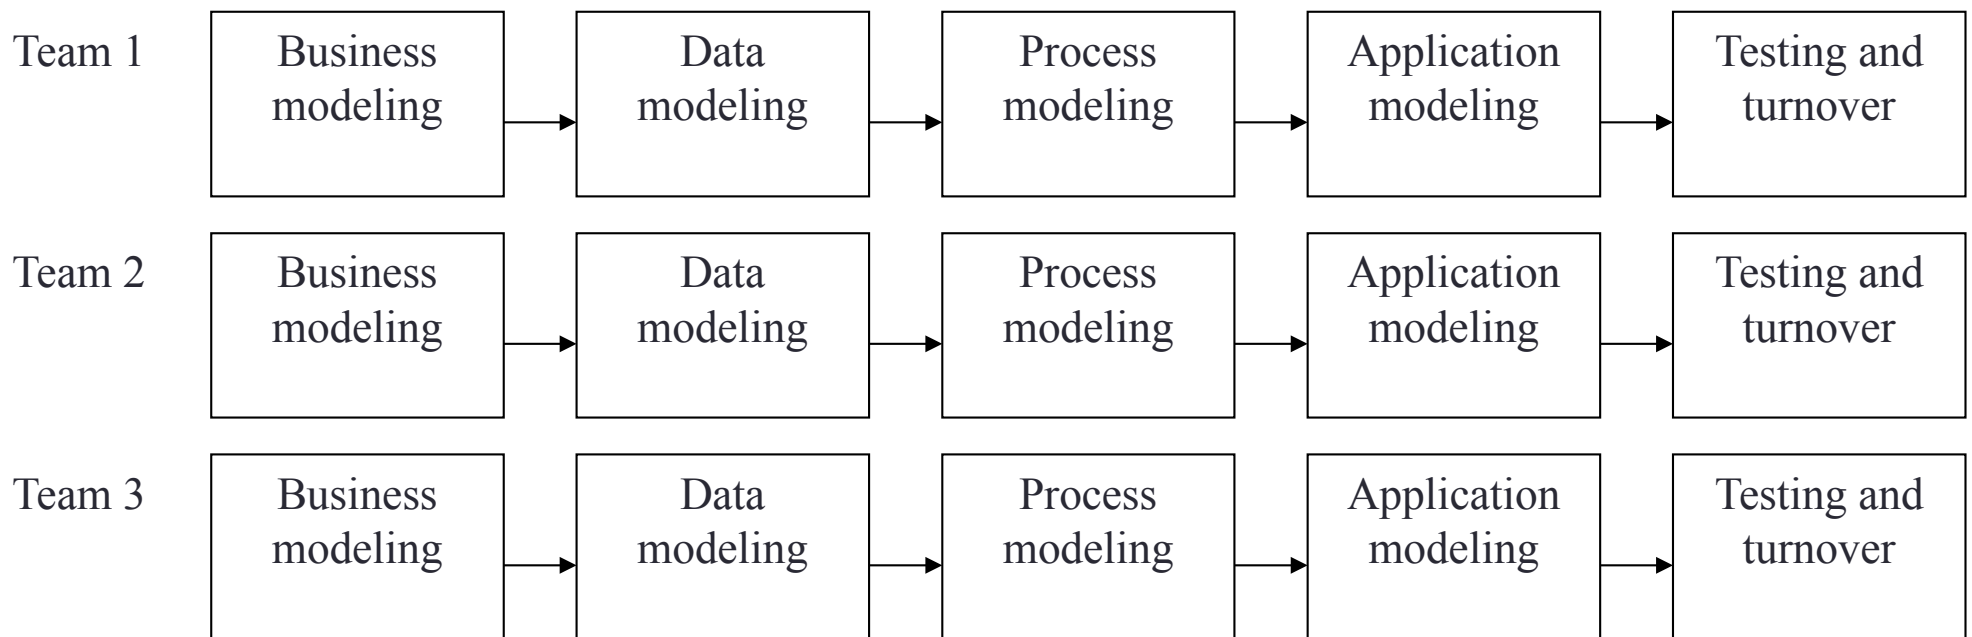 Team 1
Business
modeling
Data
modeling
Process
modeling
Application
modeling
Testing and
turnover
Team 2
Business
modeling
Data
modeling
Process
modeling
Application
modeling
Testing and
turnover
Team 3
Business
modeling
Data
modeling
Process
modeling
Application
modeling
Testing and
turnover